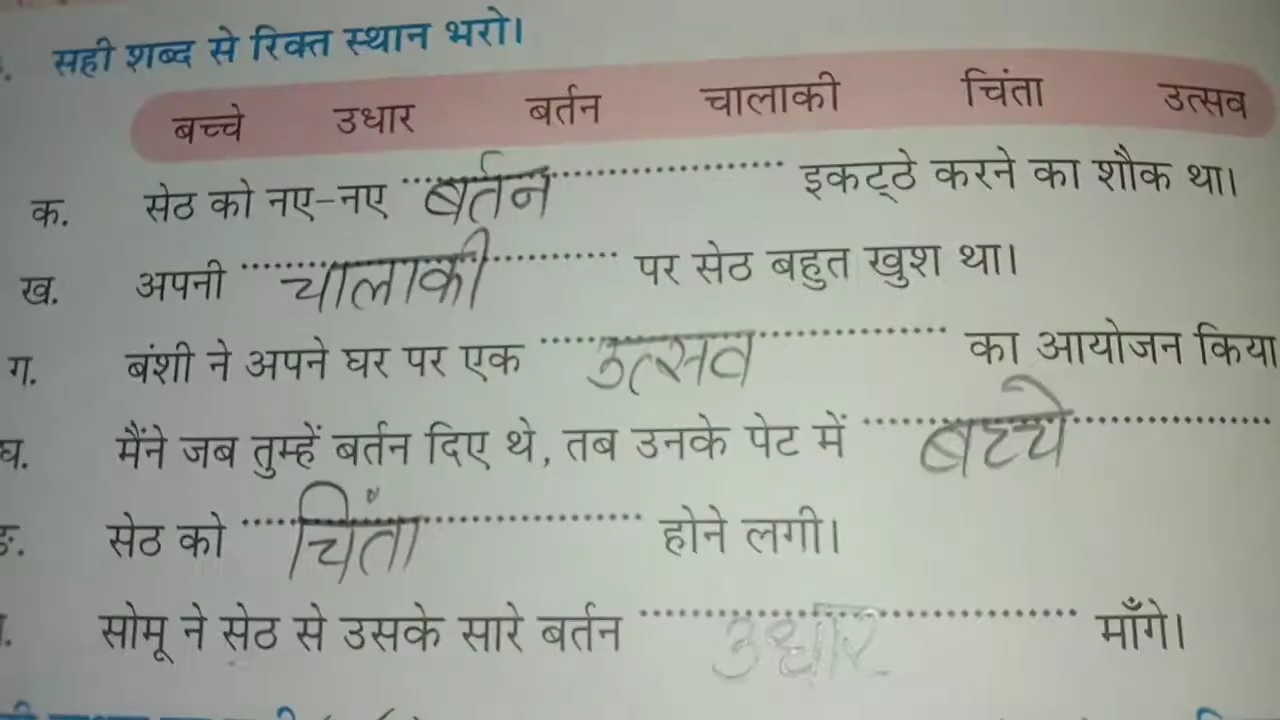 सही शब्द से रिक्त स्थान भरो।
बच्चे उधार बर्तन चालाकी चिंता उत्सव
क. सेठ को नए-नए बर्तन इकट्ठे करने का शौक था।
ख. अपनी चालाकी पर सेठ बहुत खुश था।
ग. बंशी ने अपने घर पर एक उत्सव का आयोजन किया
घ. मैंने जब तुम्हें बर्तन दिए थे, तब उनके पेट में बच्चे
ङ. सेठ को चिंता होने लगी।
सोमू ने सेठ से उसके सारे बर्तन उधार माँगे।